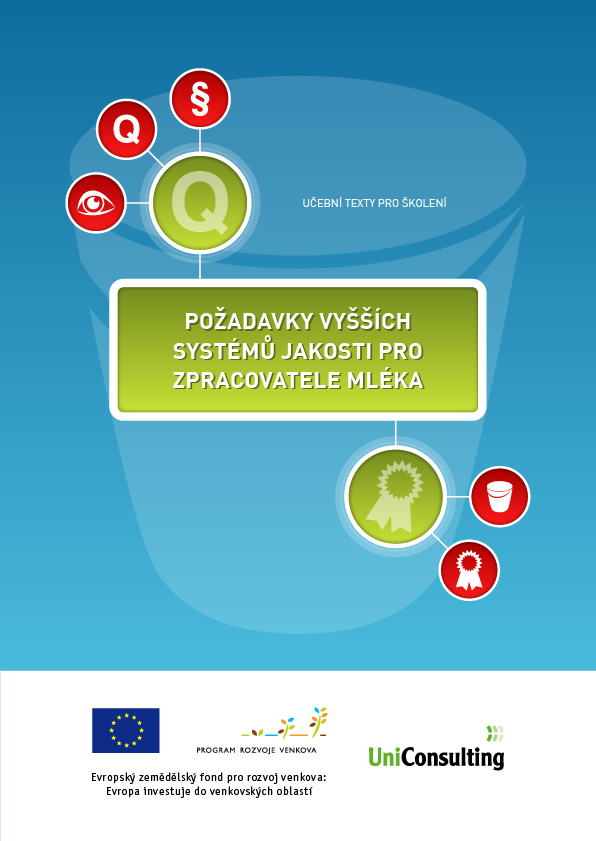 §
Q
Q
UČEBNÍ TEXTY PRO ŠKOLENÍ
POŽADAVKY VYŠŠÍCH
SYSTÉMŮ JAKOSTI PRO
ZPRACOVATELE MLÉKA
PROGRAM ROZVOJE VENKOVA
UniConsulting
Evropský zemědělský fond pro rozvoj venkova:
Evropa investuje do venkovských oblastí